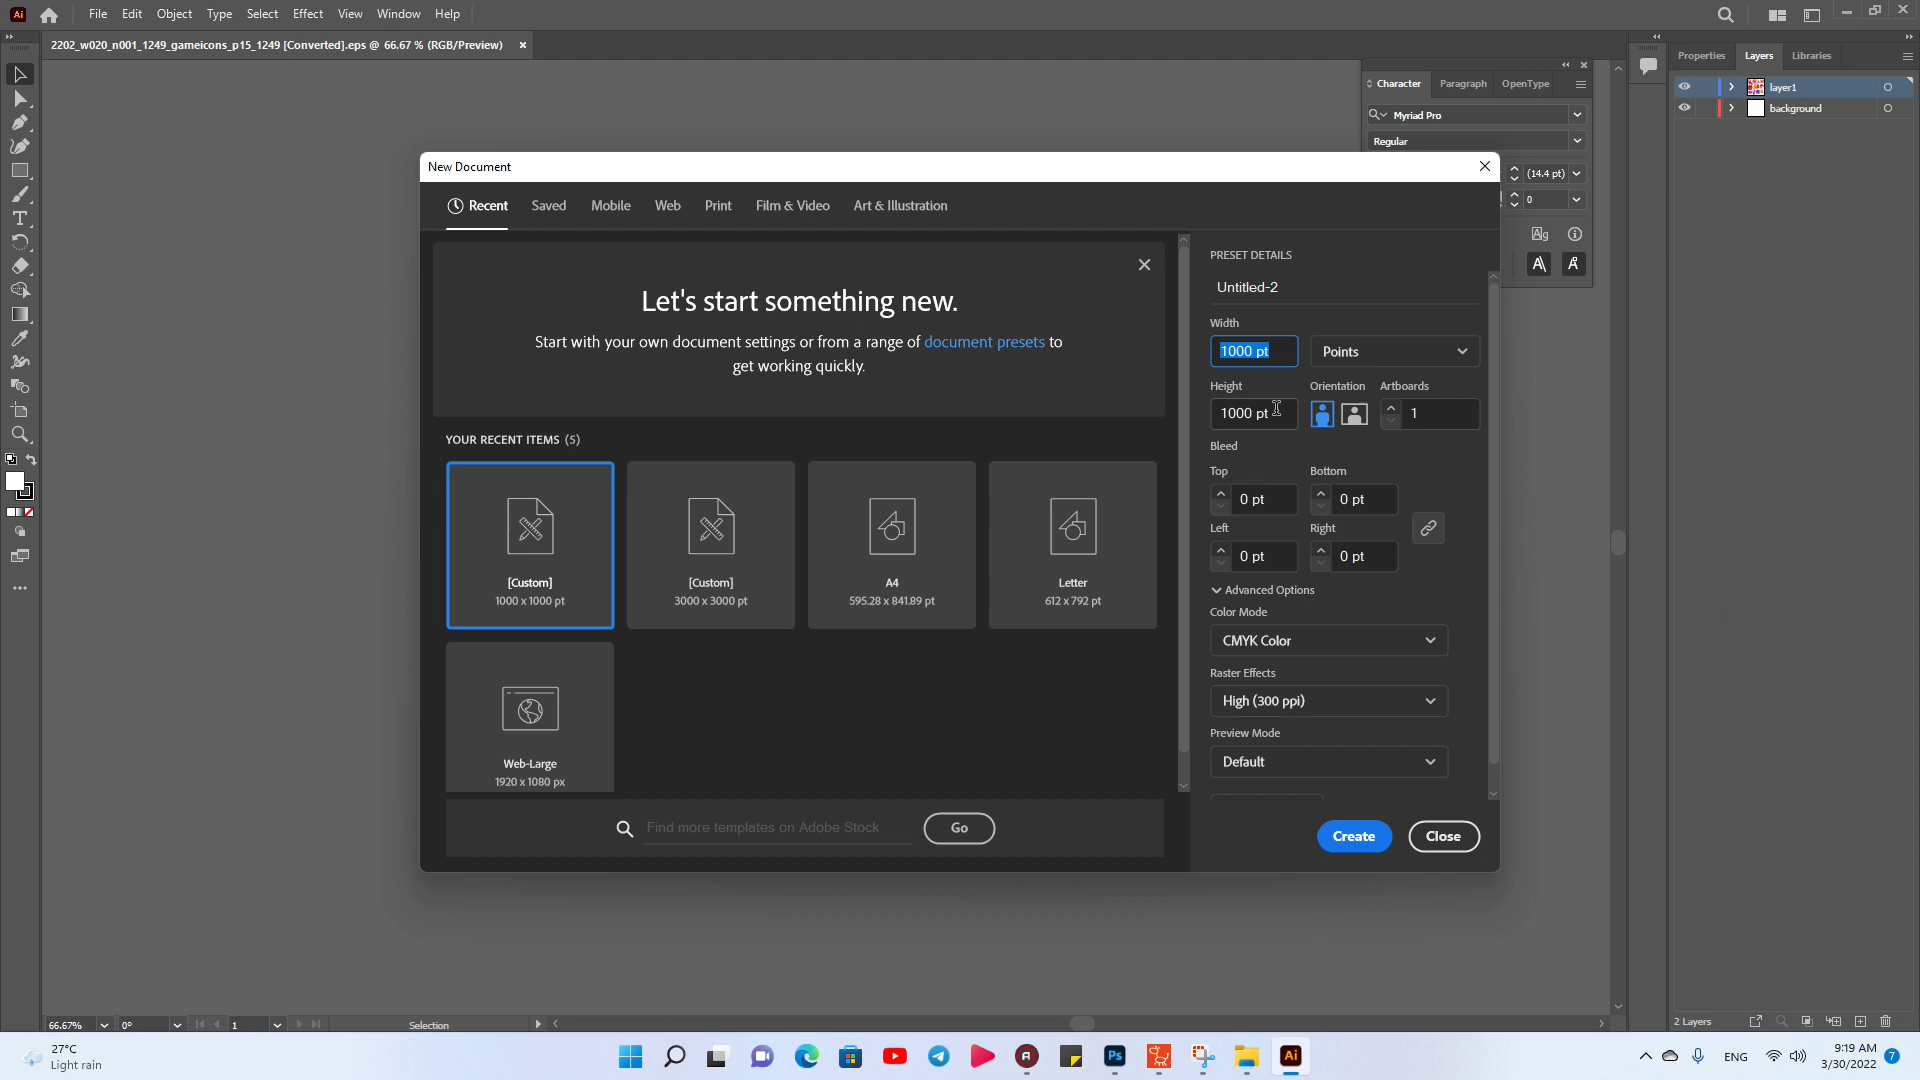 Ai File Edit Object Type Select Effect View Window Help
2202_w020_n001_1249_gameicons_p15_1249 [Converted].eps @ 66.67 % (RGB/Preview)
Properties Layers Libraries
layer1
background
Character Paragraph OpenType
Myriad Pro
Regular
(14.4 pt)
0
New Document
Recent Saved Mobile Web Print Film & Video Art & Illustration
Let's start something new.
Start with your own document settings or from a range of document presets to
get working quickly.
YOUR RECENT ITEMS (5)
[Custom]
1000 x 1000 pt
[Custom]
3000 x 3000 pt
A4
595.28 x 841.89 pt
Letter
612 x 792 pt
Web-Large
1920 x 1080 px
Find more templates on Adobe Stock Go
PRESET DETAILS
Untitled-2
Width
1000 pt Points
Height Orientation Artboards
1000 pt 1
Bleed
Top Bottom
0 pt 0 pt
Left Right
0 pt 0 pt
Advanced Options
Color Mode
CMYK Color
Raster Effects
High (300 ppi)
Preview Mode
Default
Create Close
66.67% 0° 1 Selection
2 Layers
27°C
Light rain
Ps Ai
ENG
9:19 AM
3/30/2022
7